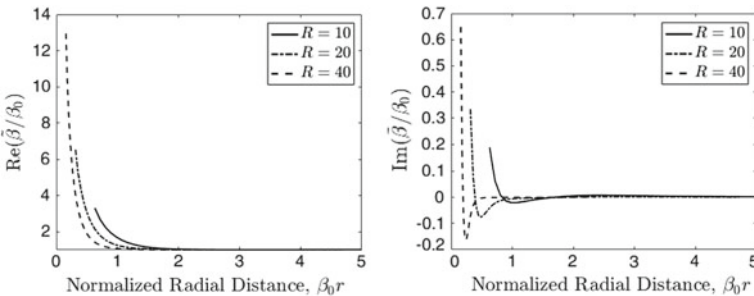 14
12
10
8
6
4
2
0
1
2
3
4
5
Re(β̄/β₀)
Normalized Radial Distance, β₀r
R = 10
R = 20
R = 40
0.7
0.6
0.5
0.4
0.3
0.2
0.1
0
-0.1
-0.2
0
1
2
3
4
5
Im(β̄/β₀)
Normalized Radial Distance, β₀r
R = 10
R = 20
R = 40